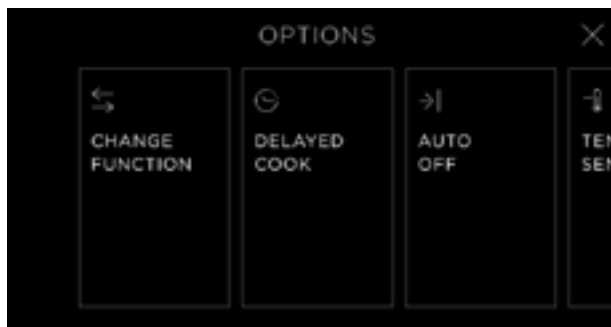 OPTIONS
CHANGE
FUNCTION
DELAYED
COOK
AUTO
OFF